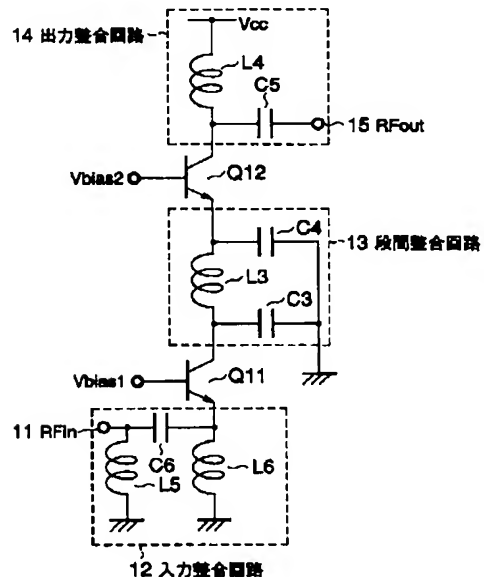 14 出力整合回路
Vcc
L4
C5
15 RFout
Vbias2
Q12
C4
13 段間整合回路
L3
C3
Vbias1
Q11
11 RFin
C6
L6
L5
12 入力整合回路